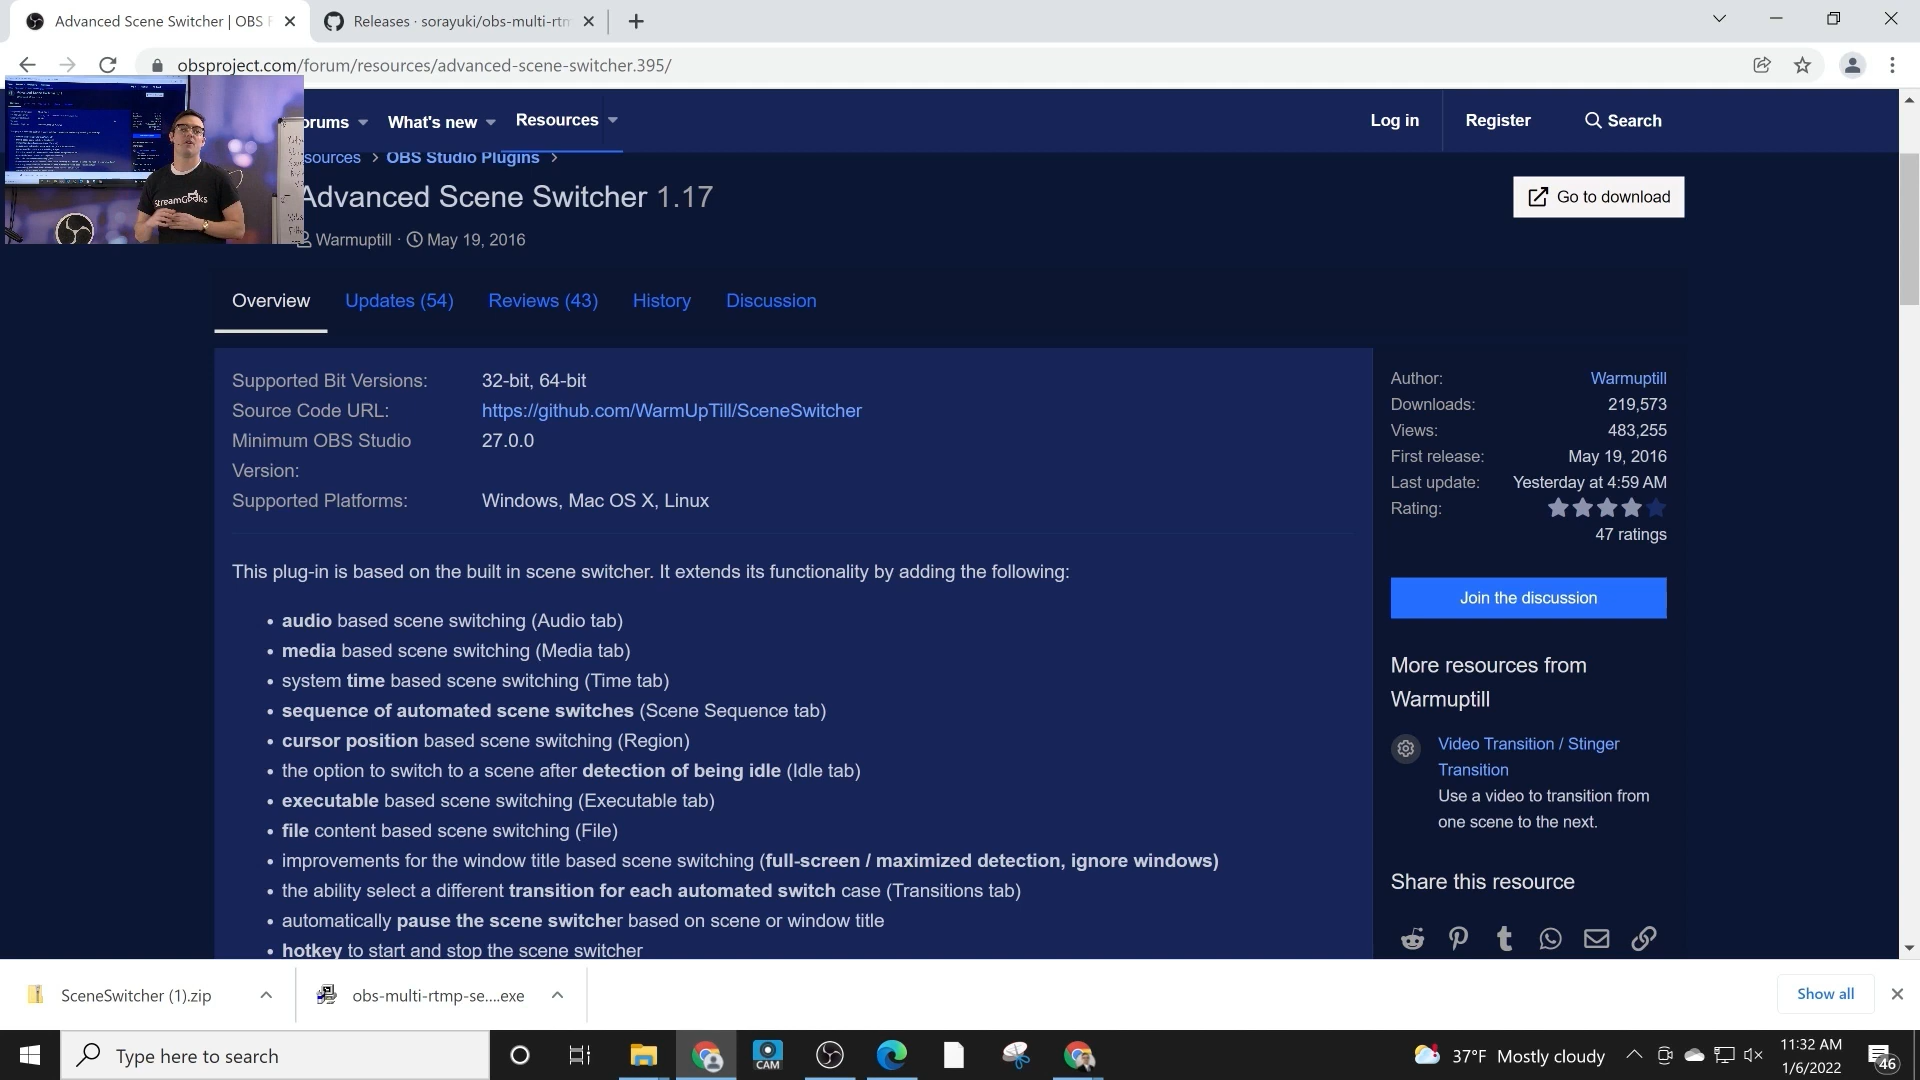 Advanced Scene Switcher | OBS F
Releases · sorayuki/obs-multi-rtm
obsproject.com/forum/resources/advanced-scene-switcher.395/
orums
What's new
Resources
Log in
Register
Search
sources > OBS Studio Plugins >
Advanced Scene Switcher 1.17
Go to download
Warmuptill · May 19, 2016
StreamGeeks
Overview
Updates (54)
Reviews (43)
History
Discussion
Supported Bit Versions: 32-bit, 64-bit
Source Code URL: https://github.com/WarmUpTill/SceneSwitcher
Minimum OBS Studio 27.0.0
Version:
Supported Platforms: Windows, Mac OS X, Linux
This plug-in is based on the built in scene switcher. It extends its functionality by adding the following:
• audio based scene switching (Audio tab)
• media based scene switching (Media tab)
• system time based scene switching (Time tab)
• sequence of automated scene switches (Scene Sequence tab)
• cursor position based scene switching (Region)
• the option to switch to a scene after detection of being idle (Idle tab)
• executable based scene switching (Executable tab)
• file content based scene switching (File)
• improvements for the window title based scene switching (full-screen / maximized detection, ignore windows)
• the ability select a different transition for each automated switch case (Transitions tab)
• automatically pause the scene switcher based on scene or window title
• hotkey to start and stop the scene switcher
Author: Warmuptill
Downloads: 219,573
Views: 483,255
First release: May 19, 2016
Last update: Yesterday at 4:59 AM
Rating:
47 ratings
Join the discussion
More resources from
Warmuptill
Video Transition / Stinger
Transition
Use a video to transition from
one scene to the next.
Share this resource
SceneSwitcher (1).zip
obs-multi-rtmp-se....exe
Show all
Type here to search
CAM
37°F Mostly cloudy
11:32 AM
1/6/2022
46